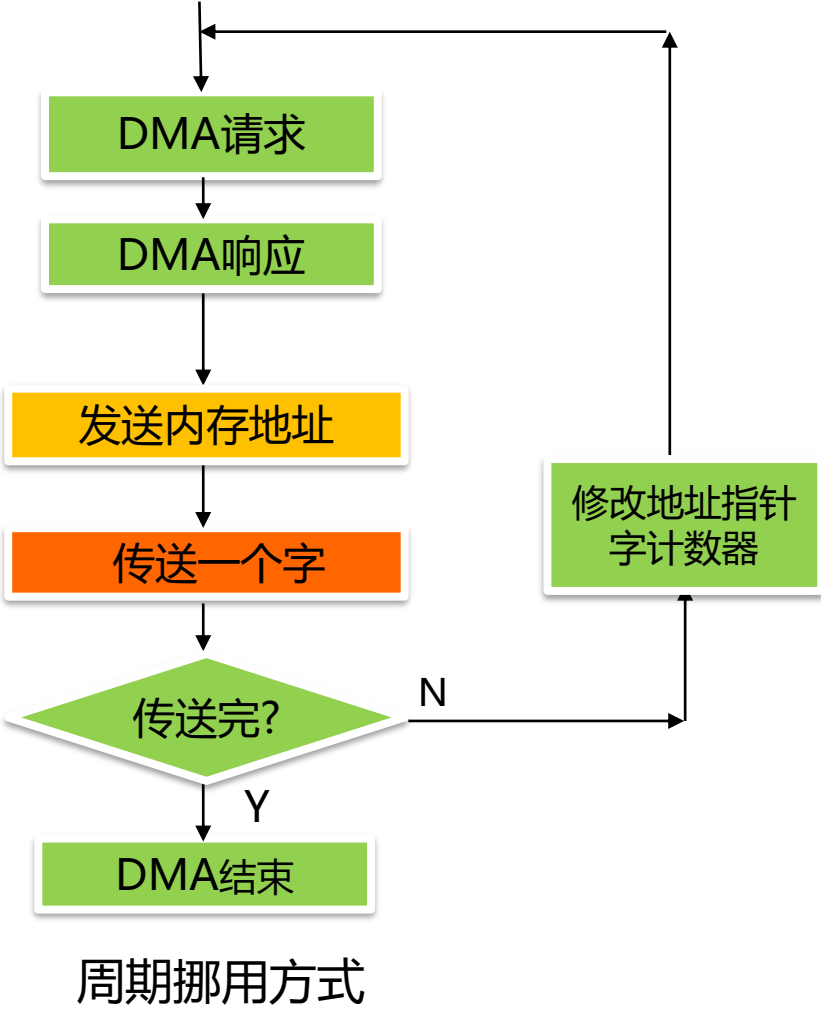 DMA请求
DMA响应
发送内存地址
传送一个字
修改地址指针
字计数器
传送完?
N
Y
DMA结束
周期挪用方式